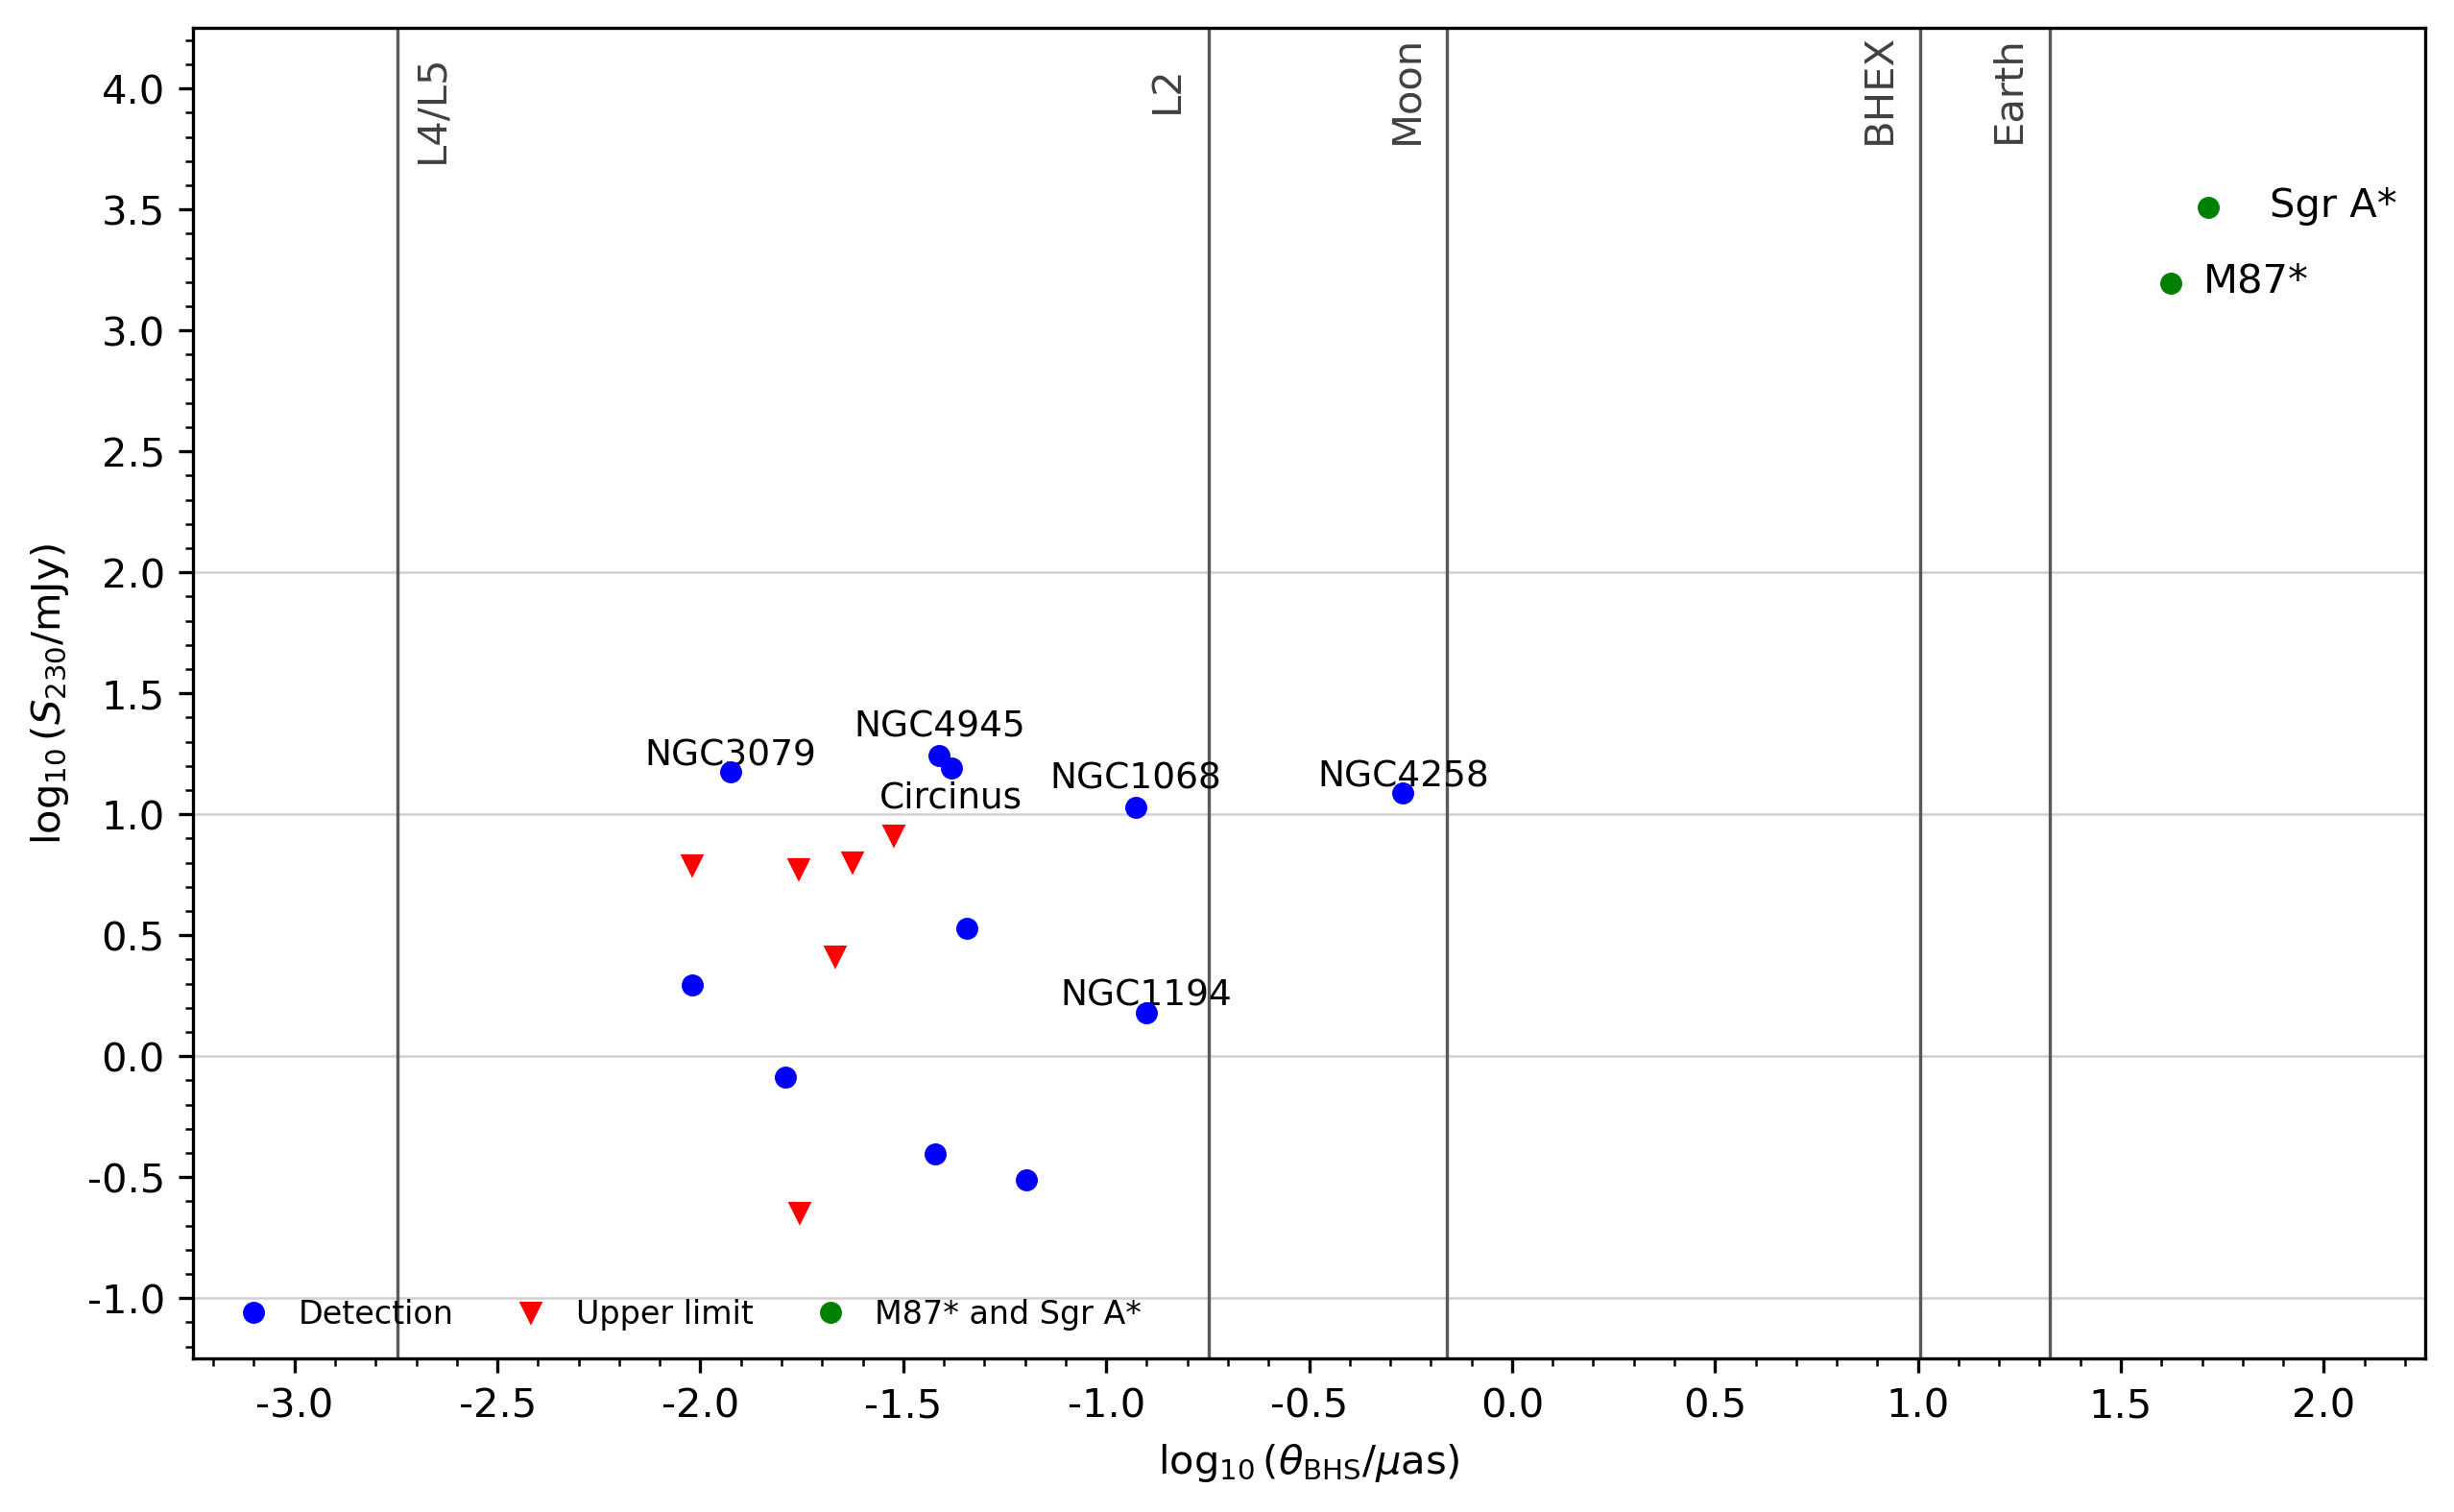 L4/L5
L2
Moon
BHEX
Earth
Sgr A*
M87*
NGC4945
NGC3079
Circinus
NGC1068
NGC4258
NGC1194
4.0
3.5
3.0
2.5
2.0
1.5
1.0
0.5
0.0
-0.5
-1.0
log₁₀(S₂₃₀/mJy)
Detection
Upper limit
M87* and Sgr A*
-3.0 -2.5 -2.0 -1.5 -1.0 -0.5 0.0 0.5 1.0 1.5 2.0
log₁₀(θ_BHS/μas)